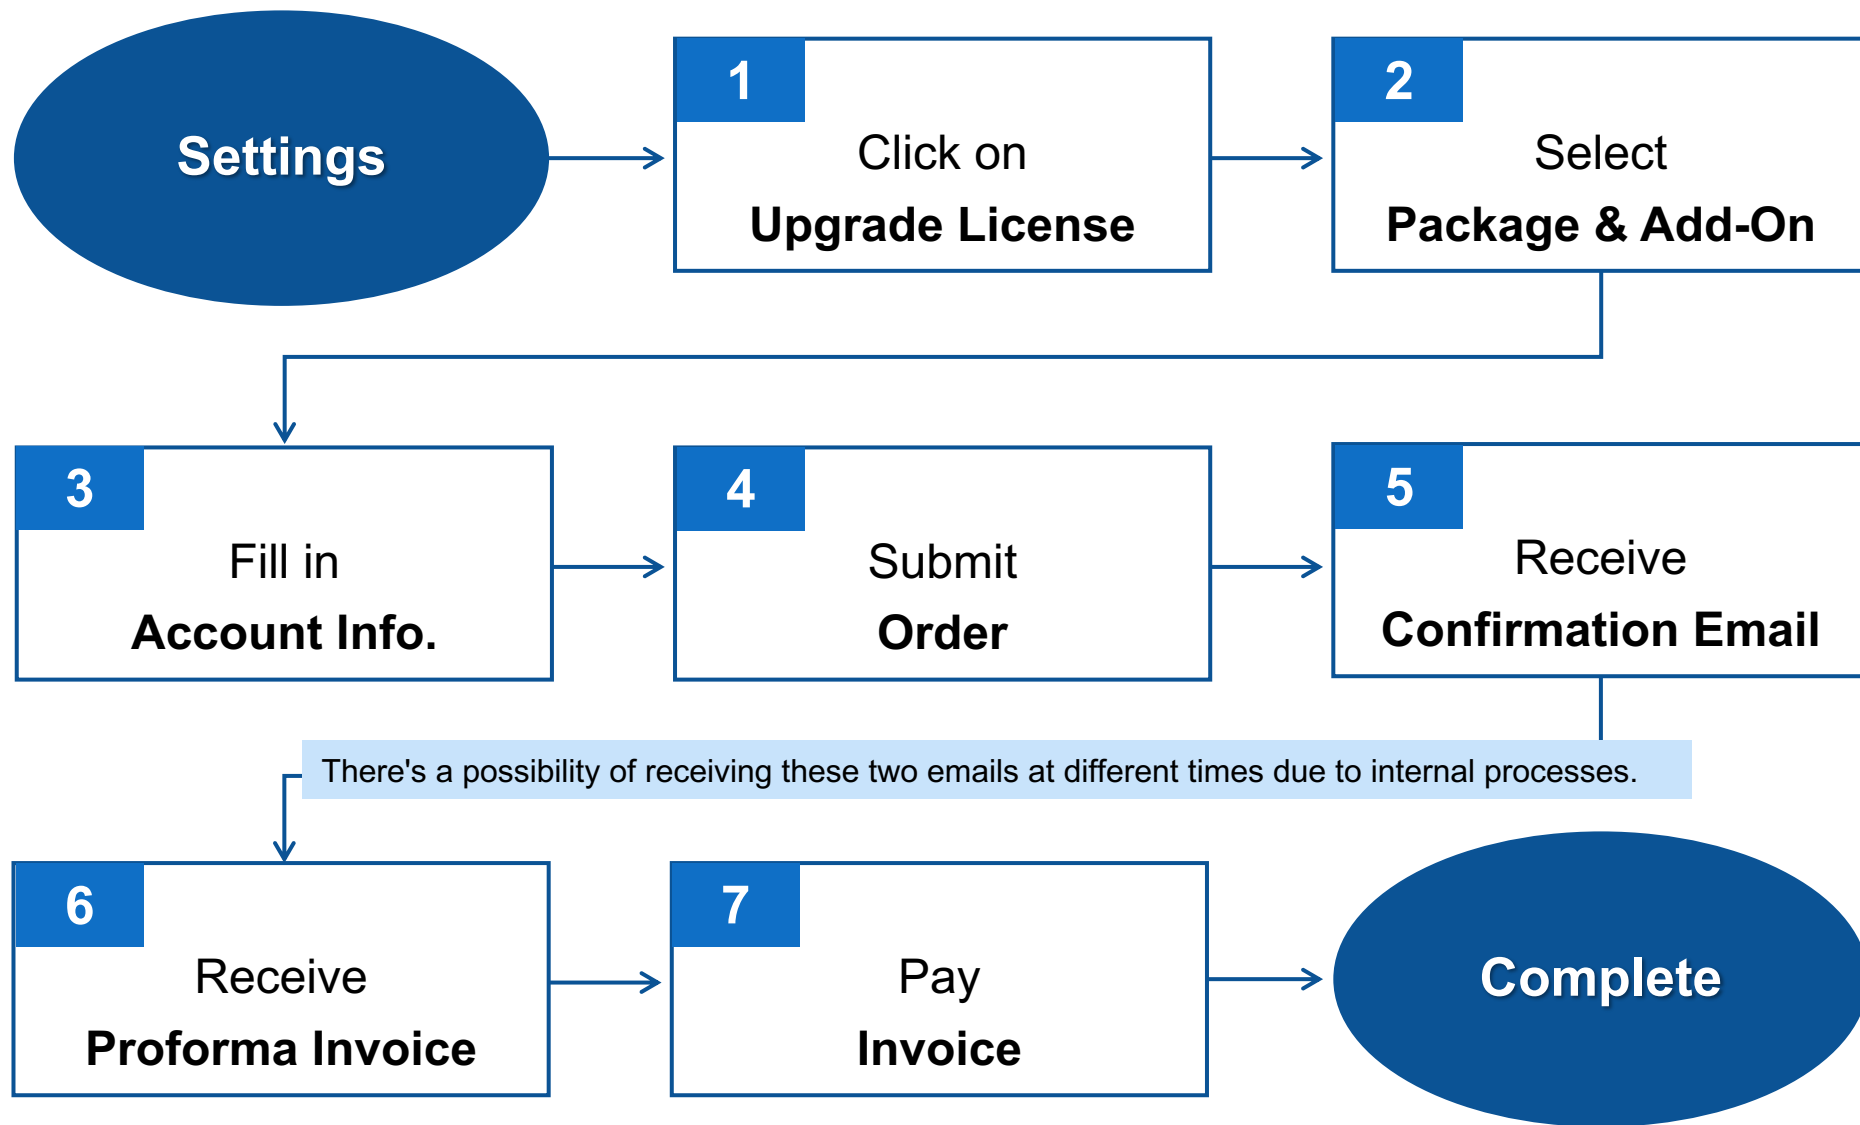 Settings
1
Click on
Upgrade License
2
Select
Package & Add-On
3
Fill in
Account Info.
4
Submit
Order
5
Receive
Confirmation Email
There's a possibility of receiving these two emails at different times due to internal processes.
6
Receive
Proforma Invoice
7
Pay
Invoice
Complete